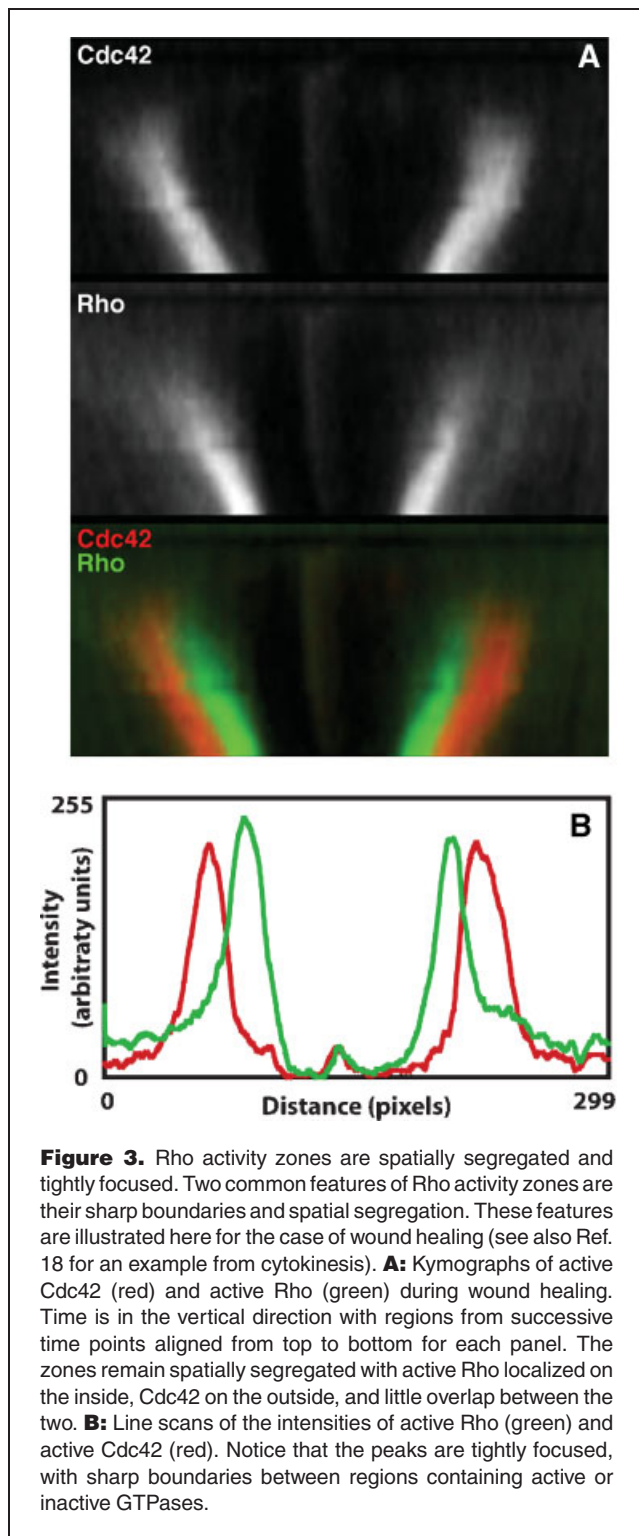 Cdc42
A
Rho
Cdc42
Rho
255
B
Intensity
(arbitraty units)
0
0
Distance (pixels)
299
Figure 3. Rho activity zones are spatially segregated and
tightly focused. Two common features of Rho activity zones are
their sharp boundaries and spatial segregation. These features
are illustrated here for the case of wound healing (see also Ref.
18 for an example from cytokinesis). A: Kymographs of active
Cdc42 (red) and active Rho (green) during wound healing.
Time is in the vertical direction with regions from successive
time points aligned from top to bottom for each panel. The
zones remain spatially segregated with active Rho localized on
the inside, Cdc42 on the outside, and little overlap between the
two. B: Line scans of the intensities of active Rho (green) and
active Cdc42 (red). Notice that the peaks are tightly focused,
with sharp boundaries between regions containing active or
inactive GTPases.